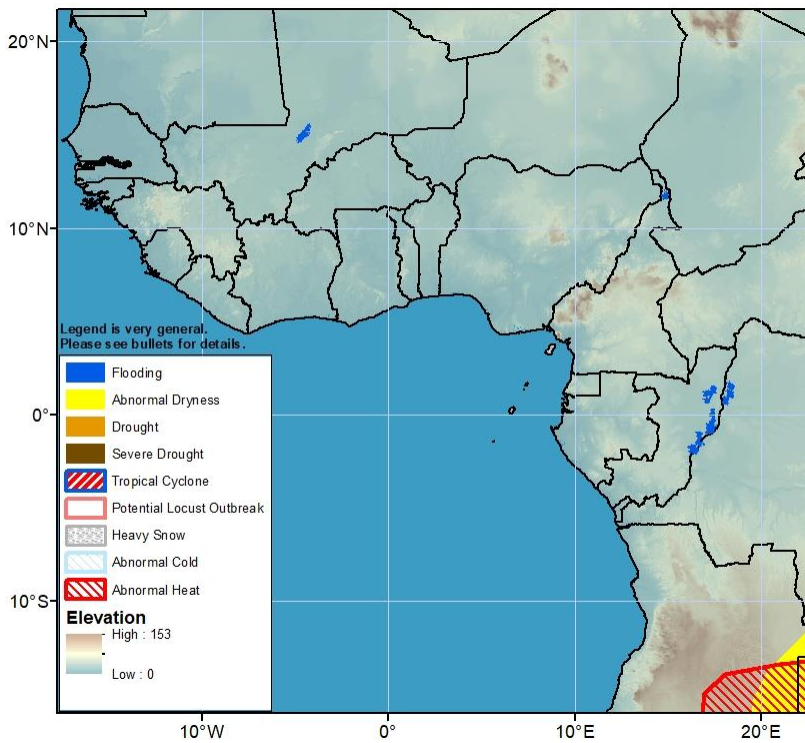 20°N
10°N
Legend is very general.
Please see bullets for details.
Flooding
Abnormal Dryness
0°
Drought
Severe Drought
Tropical Cyclone
Potential Locust Outbreak
Heavy Snow
Abnormal Cold
Abnormal Heat
10°S
Elevation
High : 153
Low : 0
10°W
0°
10°E
20°E